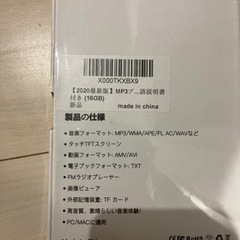 X000TKXBX9
【2020最新版】MP3プ...語説明書
付き (16GB)
新品 made in china
製品の仕様
• 音楽フォーマット: MP3/WMA/APE/FL AC/WAVなど
• タッチTFTスクリーン
• 動画フォーマット: AMV/AVI
• 電子ブックフォーマット: TXT
• FMラジオプレーヤー
• 画像ビューア
• 外部記憶装置: TF カード
• 高音質、素晴らしい音楽体験!
• PC/MACに適用
CE RoHS